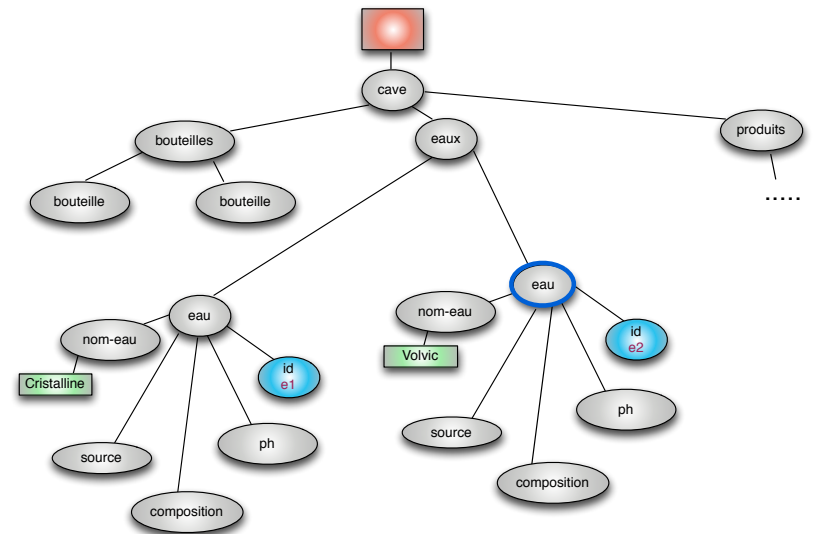 cave
bouteilles
eaux
produits
bouteille
bouteille
.....
eau
nom-eau
Cristalline
id
e1
source
ph
composition
eau
nom-eau
Volvic
id
e2
source
ph
composition